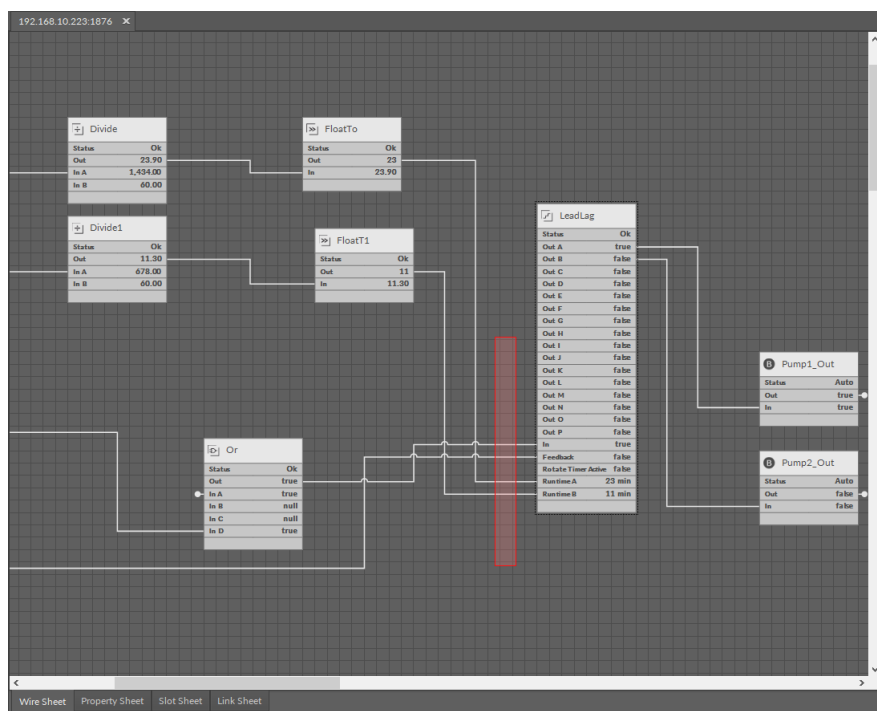 192.168.10.223:1876 ×
Divide
Status Ok
Out 23.90
In A 1,434.00
In B 60.00
FloatTo
Status Ok
Out 23
In 23.90
Divide1
Status Ok
Out 11.30
In A 678.00
In B 60.00
FloatT1
Status Ok
Out 11
In 11.30
LeadLag
Status Ok
Out A true
Out B false
Out C false
Out D false
Out E false
Out F false
Out G false
Out H false
Out I false
Out J false
Out K false
Out L false
Out M false
Out N false
Out O false
Out P false
In true
Feedback false
Rotate Timer Active false
Runtime A 23 min
Runtime B 11 min
Or
Status Ok
Out true
In A true
In B null
In C null
In D true
B Pump1_Out
Status Auto
Out true
In true
B Pump2_Out
Status Auto
Out false
In false
Wire Sheet Property Sheet Slot Sheet Link Sheet